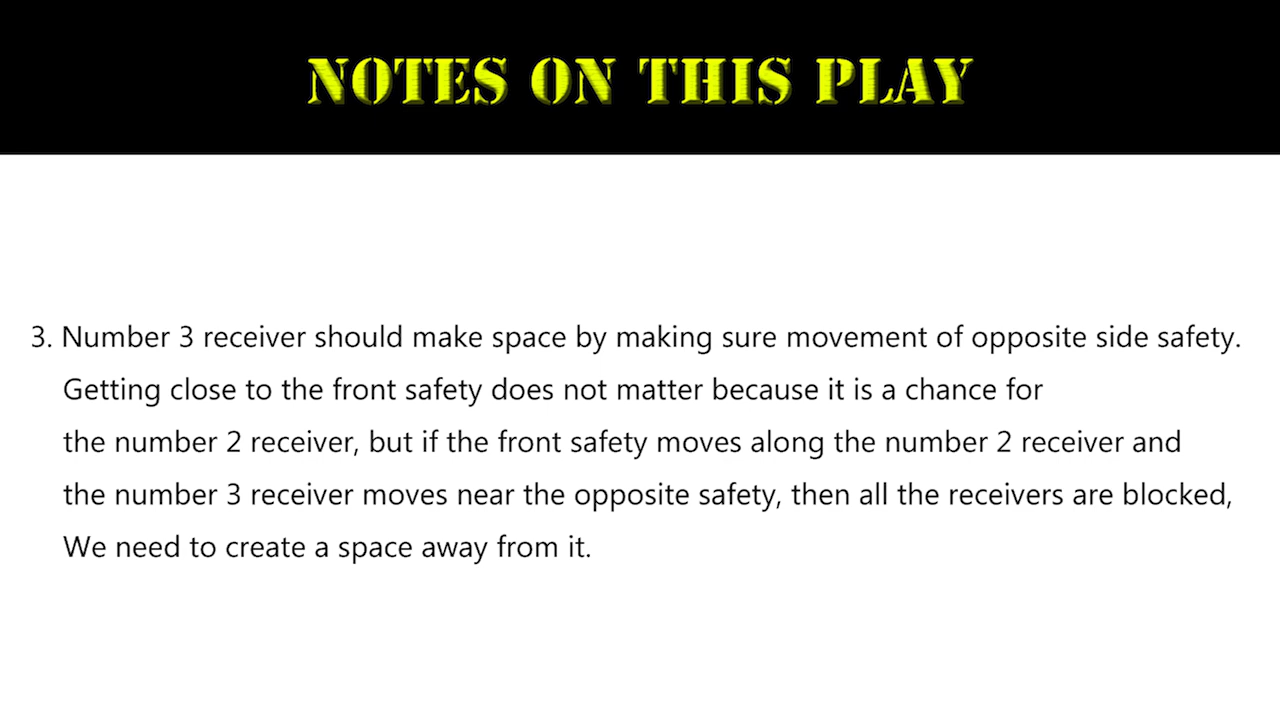 NOTES ON THIS PLAY
3. Number 3 receiver should make space by making sure movement of opposite side safety.
Getting close to the front safety does not matter because it is a chance for
the number 2 receiver, but if the front safety moves along the number 2 receiver and
the number 3 receiver moves near the opposite safety, then all the receivers are blocked,
We need to create a space away from it.